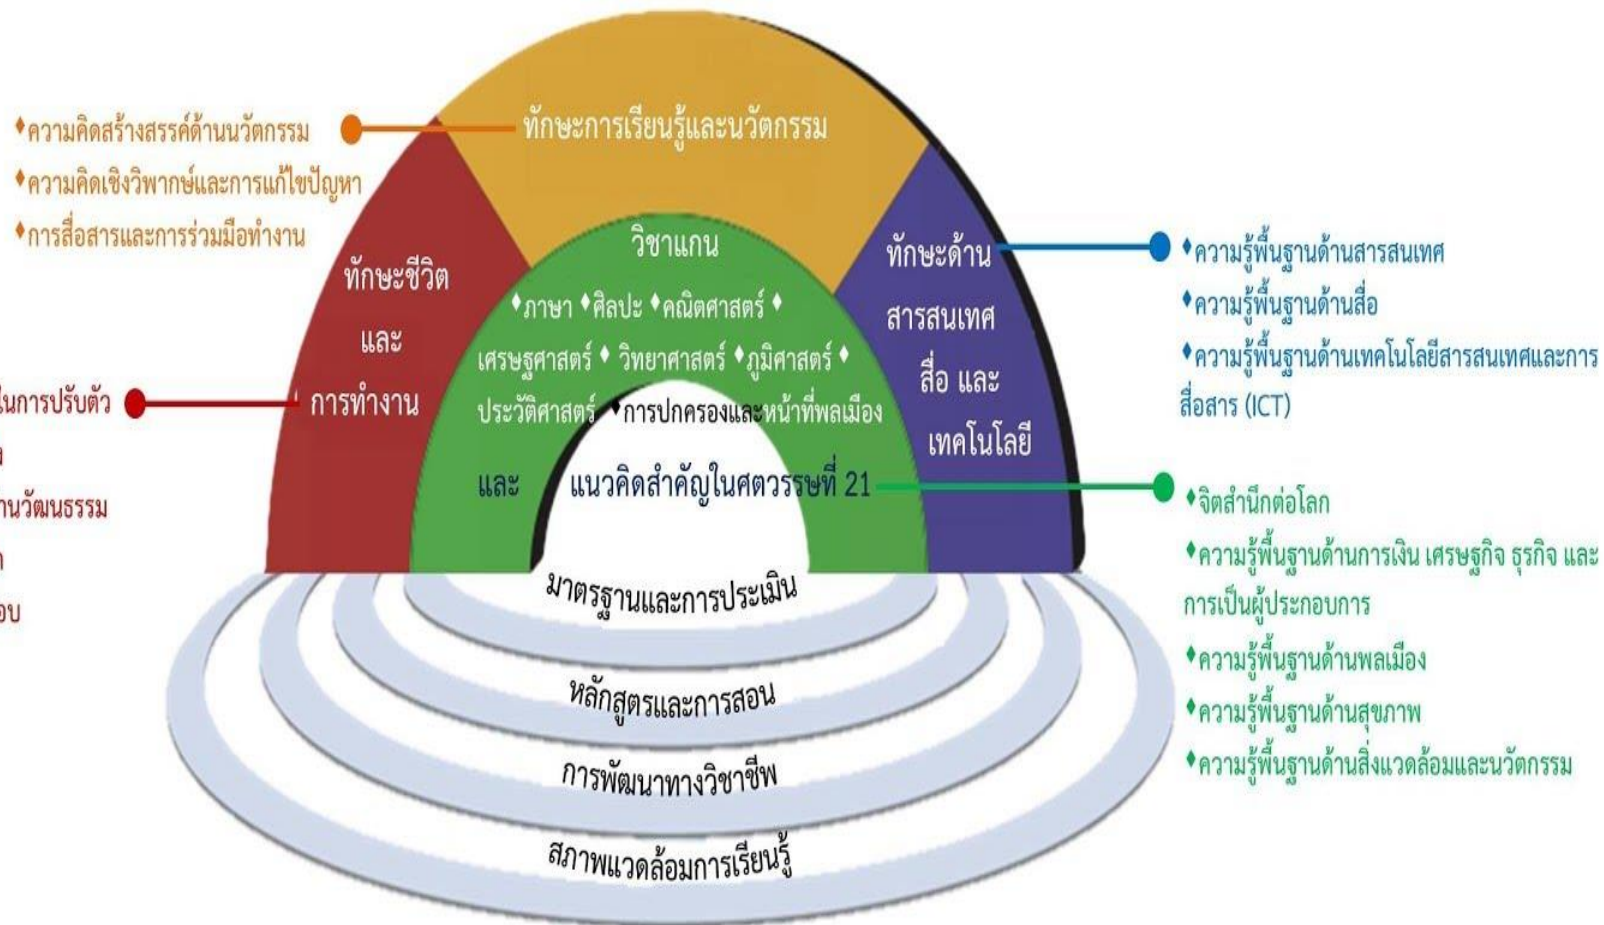 ทักษะการเรียนรู้และนวัตกรรม
♦ความคิดสร้างสรรค์ด้านนวัตกรรม
♦ความคิดเชิงวิพากษ์และการแก้ไขปัญหา
♦การสื่อสารและการร่วมมือทำงาน
ทักษะชีวิต
และ
การทำงาน
ในการปรับตัว
านวัฒนธรรม
อบ
วิชาแกน
♦ภาษา ♦ศิลปะ ♦คณิตศาสตร์ ♦
เศรษฐศาสตร์ ♦ วิทยาศาสตร์ ♦ภูมิศาสตร์ ♦
ประวัติศาสตร์ ♦การปกครองและหน้าที่พลเมือง
และ แนวคิดสำคัญในศตวรรษที่ 21
ทักษะด้าน
สารสนเทศ
สื่อ และ
เทคโนโลยี
♦ความรู้พื้นฐานด้านสารสนเทศ
♦ความรู้พื้นฐานด้านสื่อ
♦ความรู้พื้นฐานด้านเทคโนโลยีสารสนเทศและการ
สื่อสาร (ICT)
♦จิตสำนึกต่อโลก
♦ความรู้พื้นฐานด้านการเงิน เศรษฐกิจ ธุรกิจ และ
การเป็นผู้ประกอบการ
♦ความรู้พื้นฐานด้านพลเมือง
♦ความรู้พื้นฐานด้านสุขภาพ
♦ความรู้พื้นฐานด้านสิ่งแวดล้อมและนวัตกรรม
มาตรฐานและการประเมิน
หลักสูตรและการสอน
การพัฒนาทางวิชาชีพ
สภาพแวดล้อมการเรียนรู้